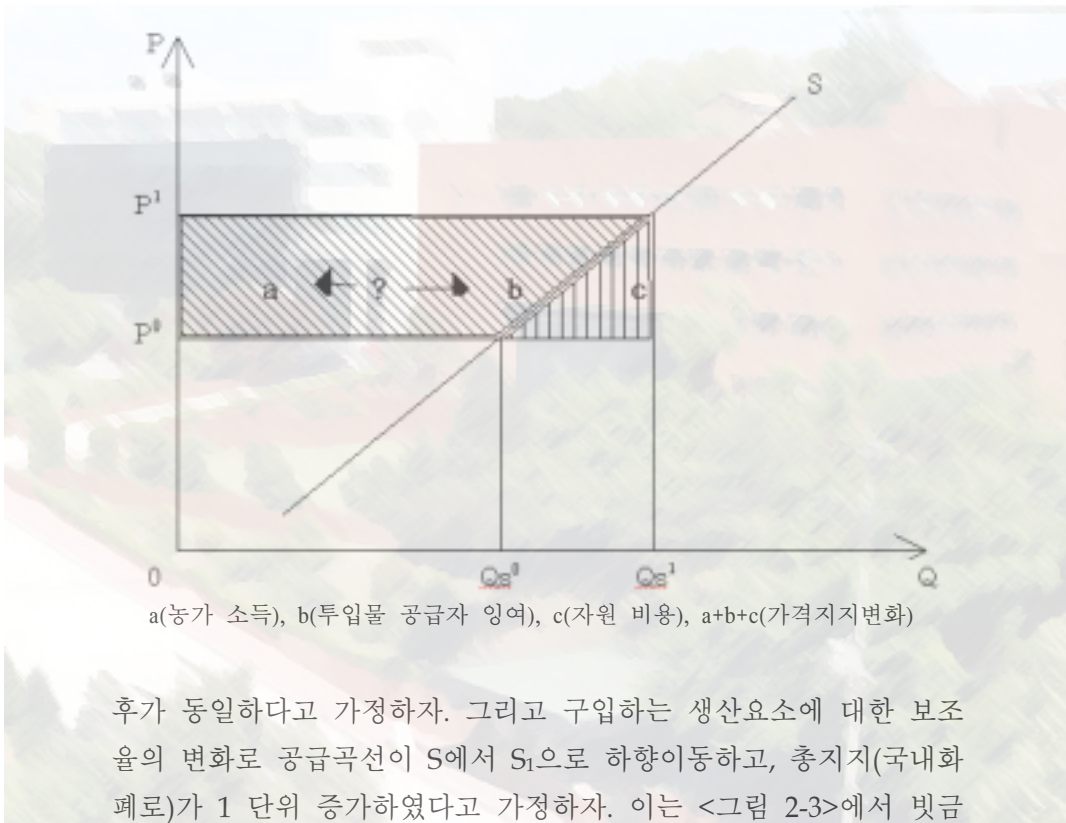 P
S
P¹
a ? b c
P⁰
0 Qs⁰ Qs¹ Q
a(농가 소득), b(투입물 공급자 잉여), c(자원 비용), a+b+c(가격지지변화)
후가 동일하다고 가정하자. 그리고 구입하는 생산요소에 대한 보조
율의 변화로 공급곡선이 S에서 S₁으로 하향이동하고, 총지지(국내화
폐로)가 1 단위 증가하였다고 가정하자. 이는 <그림 2-3>에서 빗금